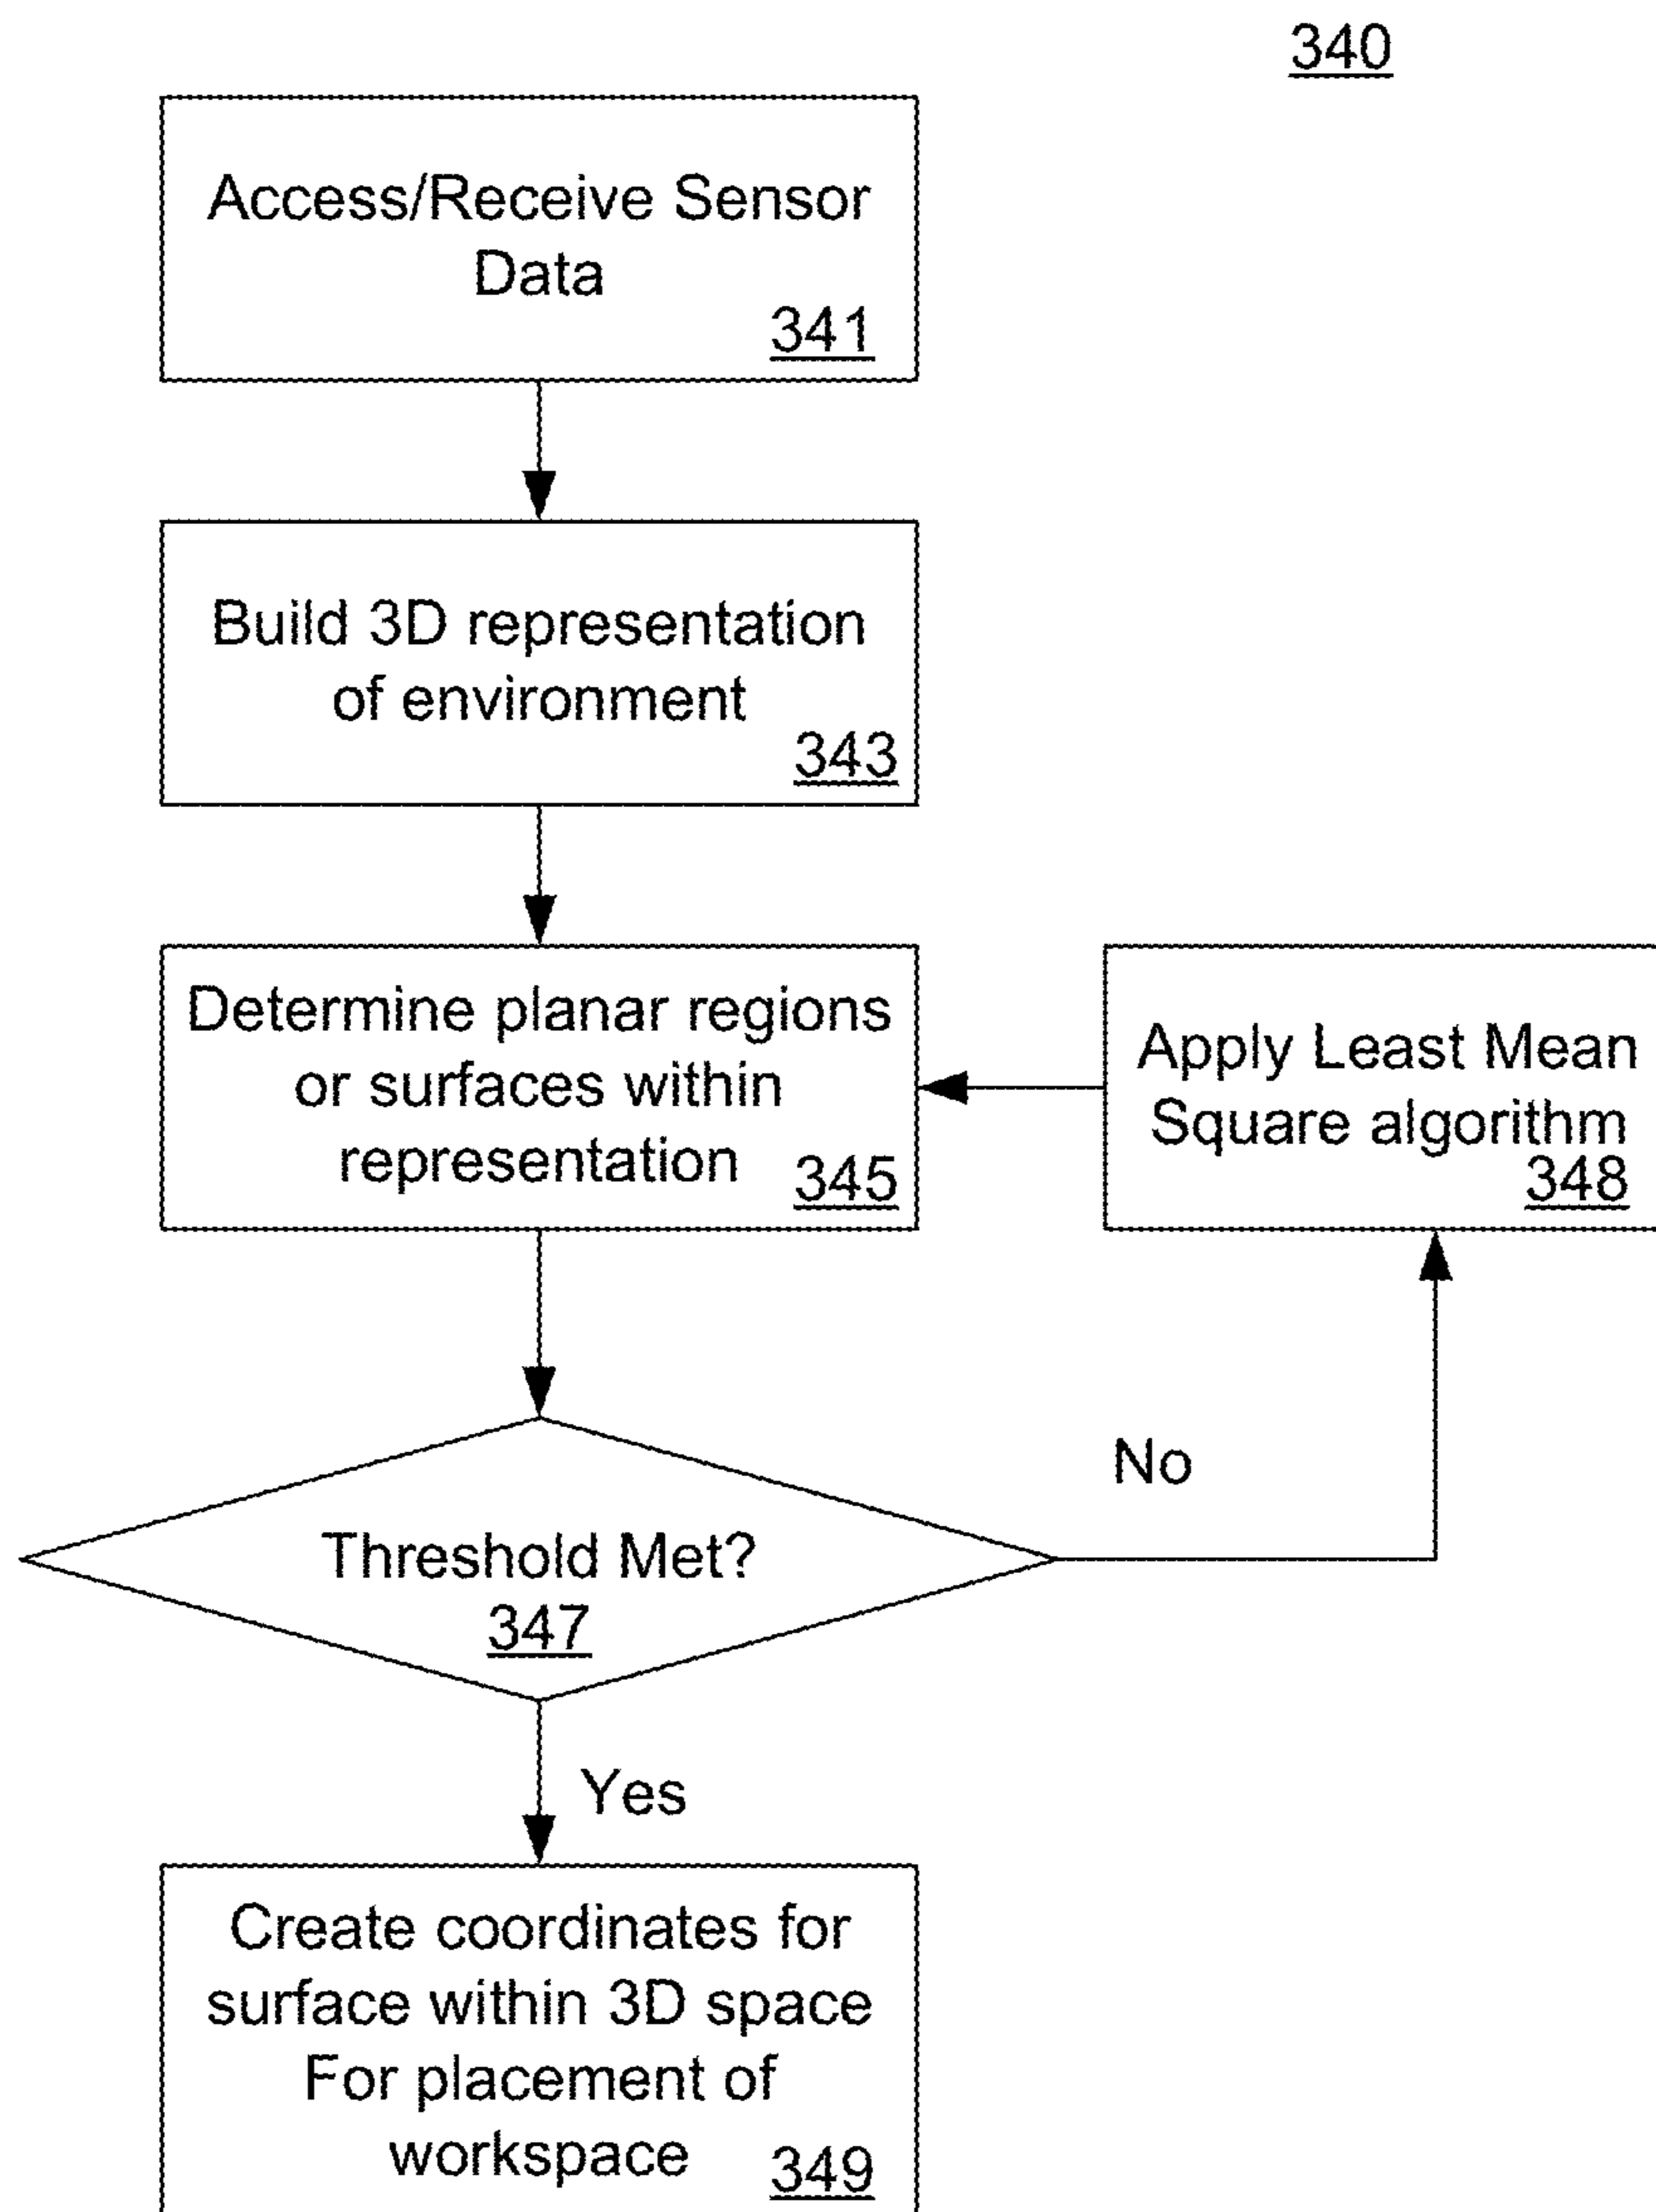 340
Access/Receive Sensor
Data
341
Build 3D representation
of environment
343
Determine planar regions
or surfaces within
representation
345
Apply Least Mean
Square algorithm
348
Threshold Met?
347
No
Yes
Create coordinates for
surface within 3D space
For placement of
workspace
349